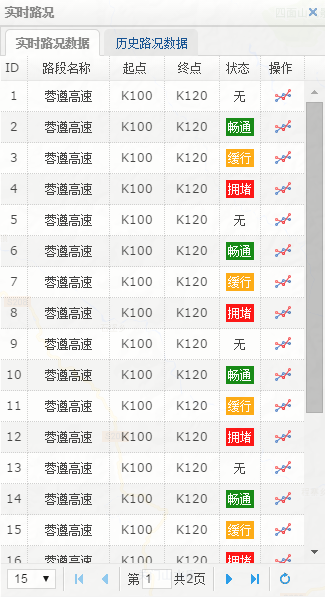 实时路况
实时路况数据 历史路况数据
ID 路段名称 起点 终点 状态 操作
1 蓉遵高速 K100 K120 无
2 蓉遵高速 K100 K120 畅通
3 蓉遵高速 K100 K120 缓行
4 蓉遵高速 K100 K120 拥堵
5 蓉遵高速 K100 K120 无
6 蓉遵高速 K100 K120 畅通
7 蓉遵高速 K100 K120 缓行
8 蓉遵高速 K100 K120 拥堵
9 蓉遵高速 K100 K120 无
10 蓉遵高速 K100 K120 畅通
11 蓉遵高速 K100 K120 缓行
12 蓉遵高速 K100 K120 拥堵
13 蓉遵高速 K100 K120 无
14 蓉遵高速 K100 K120 畅通
15 蓉遵高速 K100 K120 缓行
16 蓉遵高速 K100 K120 拥堵
15 第 1 共2页